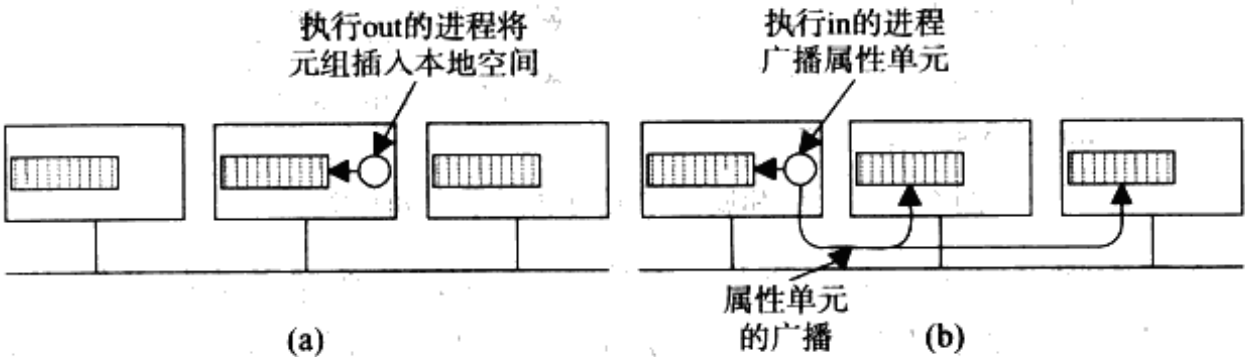 执行out的进程将
元组插入本地空间
执行in的进程
广播属性单元
属性单元
的广播
(a)
(b)